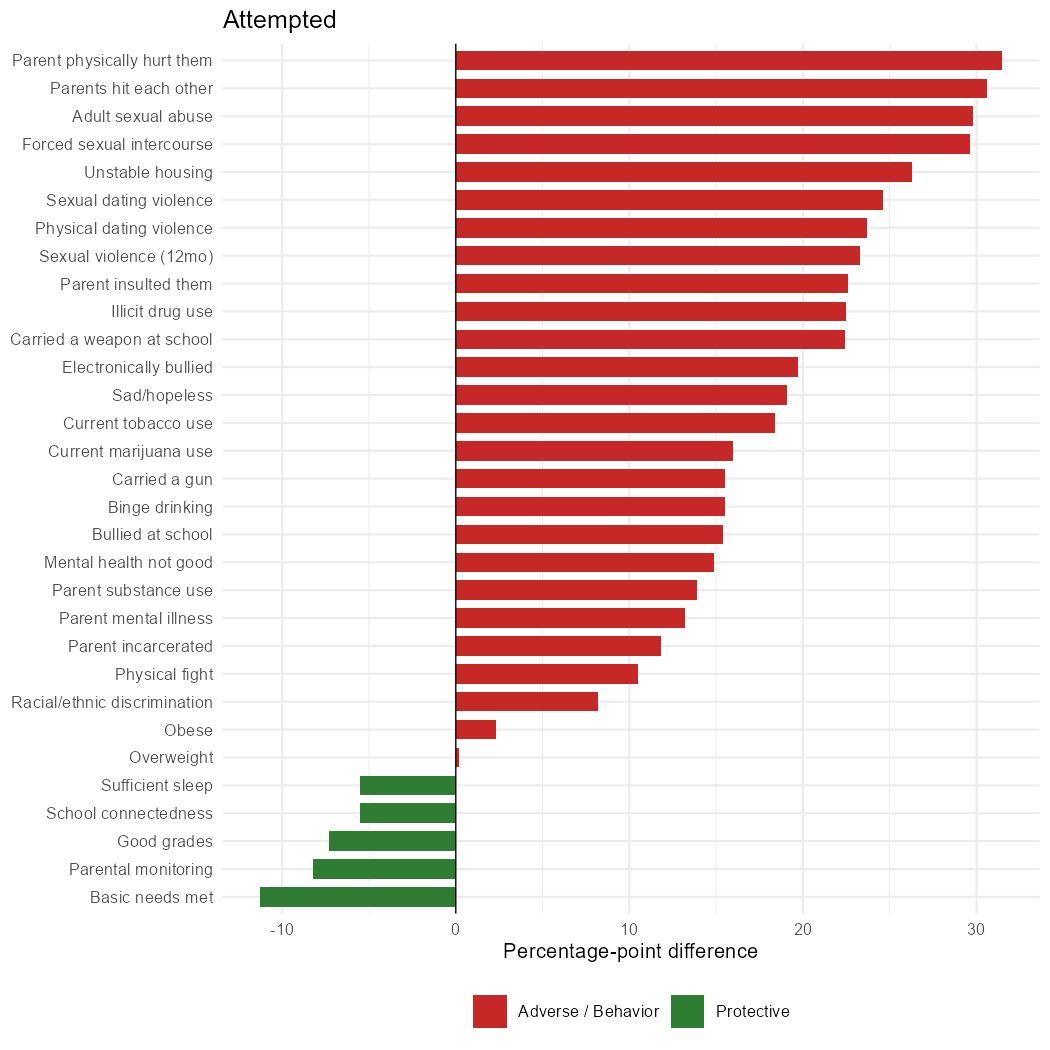 Attempted
Parent physically hurt them
Parents hit each other
Adult sexual abuse
Forced sexual intercourse
Unstable housing
Sexual dating violence
Physical dating violence
Sexual violence (12mo)
Parent insulted them
Illicit drug use
Carried a weapon at school
Electronically bullied
Sad/hopeless
Current tobacco use
Current marijuana use
Carried a gun
Binge drinking
Bullied at school
Mental health not good
Parent substance use
Parent mental illness
Parent incarcerated
Physical fight
Racial/ethnic discrimination
Obese
Overweight
Sufficient sleep
School connectedness
Good grades
Parental monitoring
Basic needs met
-10 0 10 20 30
Percentage-point difference
Adverse / Behavior Protective